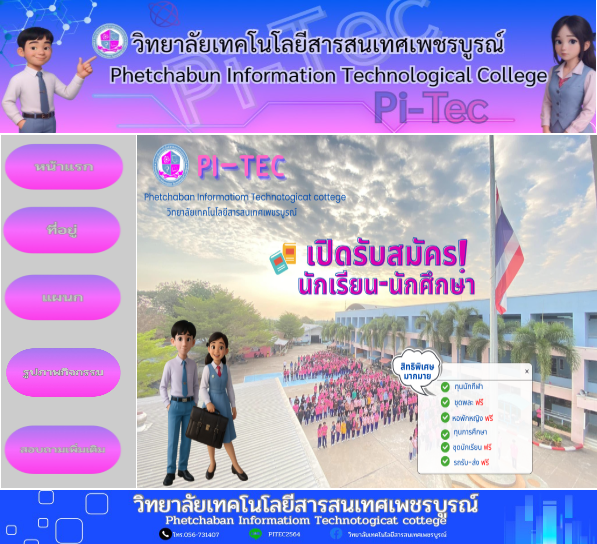 Pi-Tec
วิทยาลัยเทคโนโลยีสารสนเทศเพชรบูรณ์
Phetchabun Information Technological College
Pi-Tec
หน้าแรก
ที่อยู่
แผนก
รูปภาพกิจกรรม
สอบถามเพิ่มเติม
PI-TEC
Phetchaban Informatiom Technotogicat cottege
วิทยาลัยเทคโนโลยีสารสนเทศเพชรบูรณ์
เปิดรับสมัคร!
นักเรียน-นักศึกษา
สิทธิพิเศษ
มากมาย
x
ทุนนักกีฬา
ชุดพละ ฟรี
หอพักหญิง ฟรี
ทุนการศึกษา
ชุดนักเรียน ฟรี
รถรับ-ส่ง ฟรี
วิทยาลัยเทคโนโลยีสารสนเทศเพชรบูรณ์
Phetchaban Informatiom Technotogicat cottege
โทร.056-731407
PITEC2564
วิทยาลัยเทคโนโลยีสารสนเทศเพชรบูรณ์